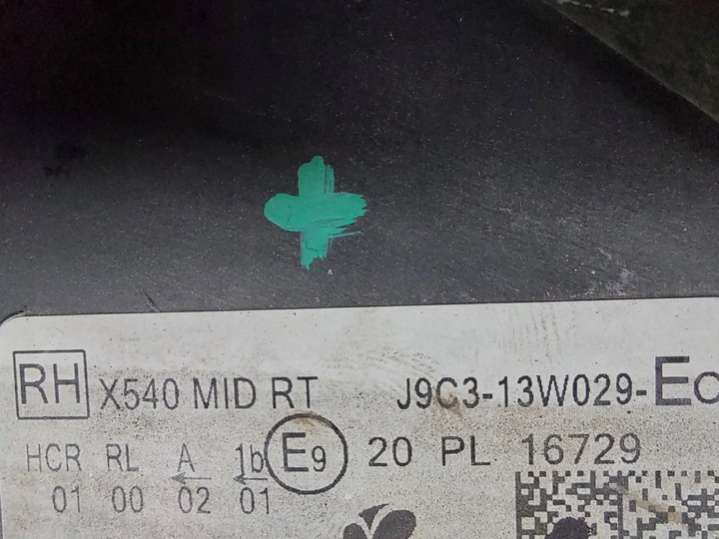 RH X540 MID RT J9C3-13W029-EC
HCR RL A 1b E9 20 PL 16729
01 00 02 01